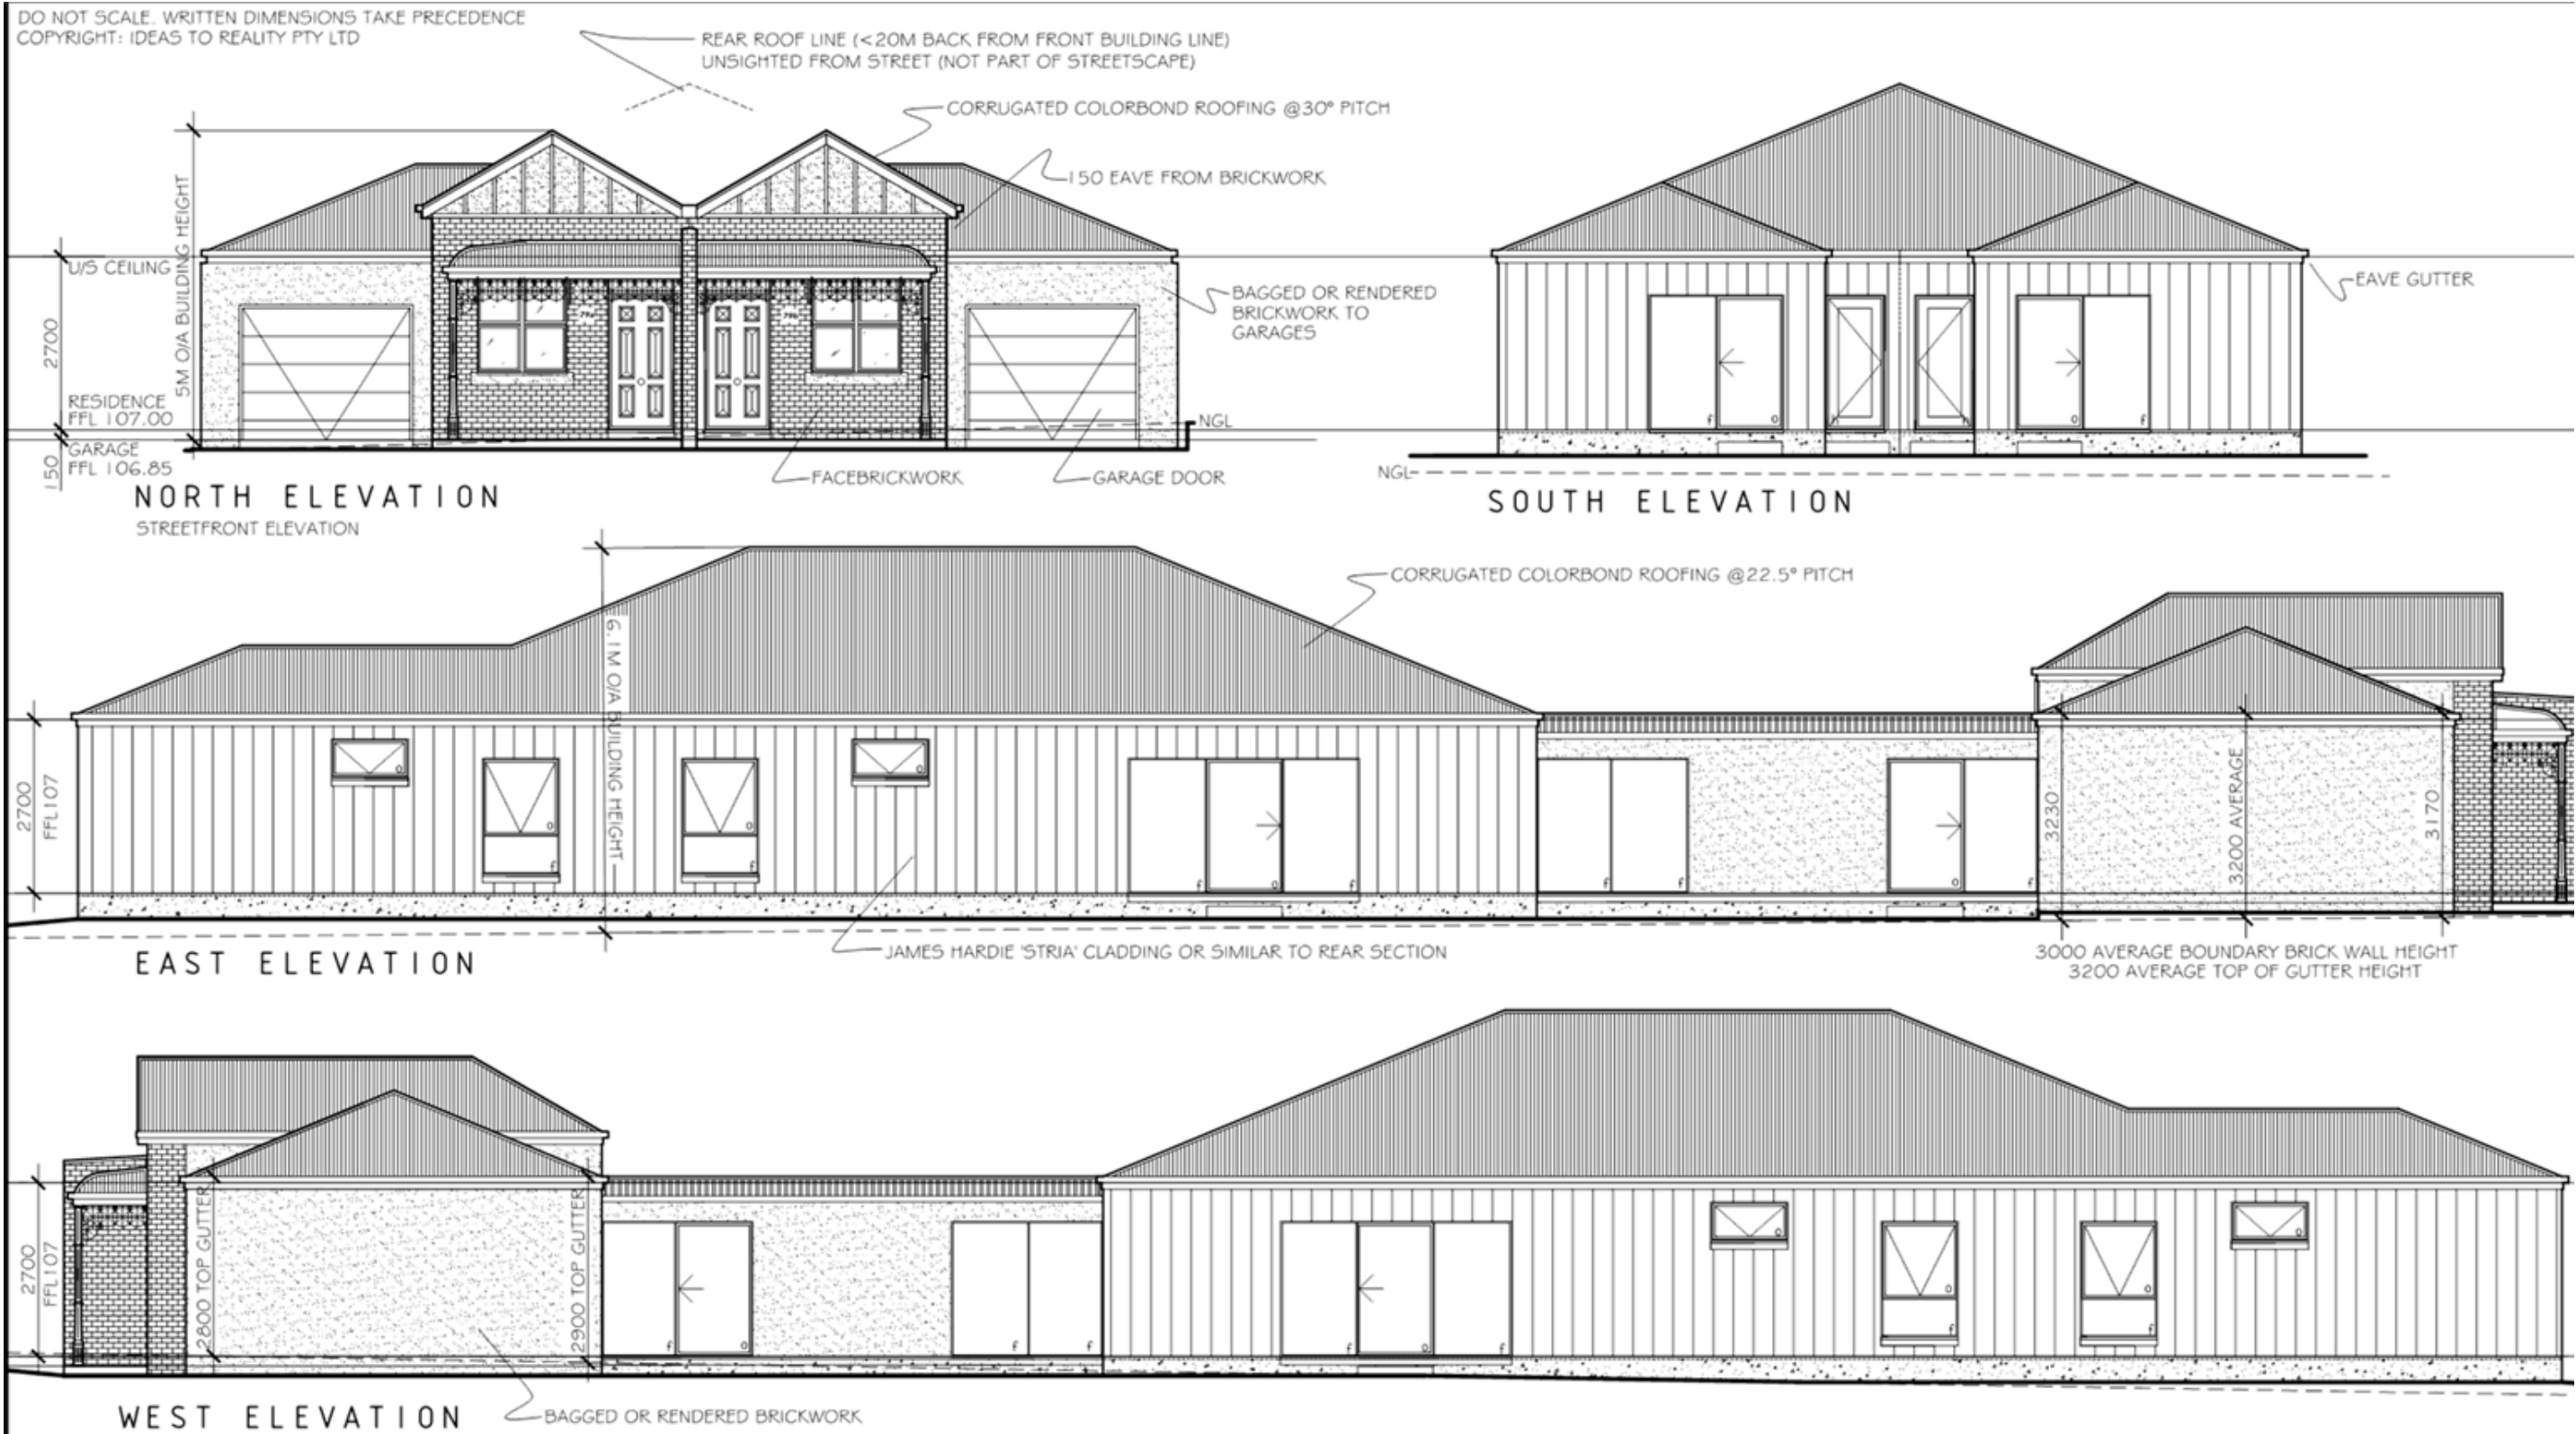 DO NOT SCALE. WRITTEN DIMENSIONS TAKE PRECEDENCE
COPYRIGHT: IDEAS TO REALITY PTY LTD
REAR ROOF LINE (<20M BACK FROM FRONT BUILDING LINE)
UNSIGHTED FROM STREET (NOT PART OF STREETSCAPE)
CORRUGATED COLORBOND ROOFING @30° PITCH
150 EAVE FROM BRICKWORK
5M O/A BUILDING HEIGHT
U/S CEILING
2700
RESIDENCE
FFL 107.00
GARAGE
FFL 106.85
150
79a
79b
BAGGED OR RENDERED
BRICKWORK TO
GARAGES
NGL
FACEBRICKWORK
GARAGE DOOR
NORTH ELEVATION
STREETFRONT ELEVATION
EAVE GUTTER
f
o
h
h
o
f
NGL
SOUTH ELEVATION
CORRUGATED COLORBOND ROOFING @22.5° PITCH
6.1M O/A BUILDING HEIGHT
2700
FFL107
o
o
f
o
f
o
f
o
f
f
f
o
f
3230
3200 AVERAGE
3170
EAST ELEVATION
JAMES HARDIE 'STRIA' CLADDING OR SIMILAR TO REAR SECTION
3000 AVERAGE BOUNDARY BRICK WALL HEIGHT
3200 AVERAGE TOP OF GUTTER HEIGHT
2700
FFL107
2800 TOP GUTTER
2900 TOP GUTTER
f
o
f
f
f
o
f
o
o
f
o
f
o
WEST ELEVATION
BAGGED OR RENDERED BRICKWORK